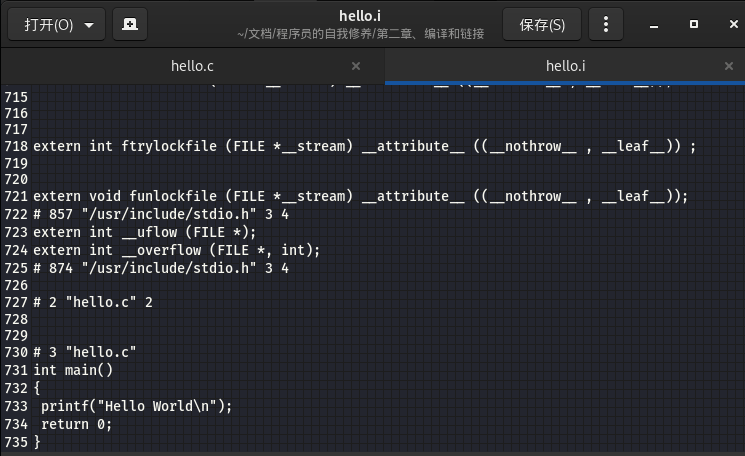 hello.i
打开(O)
~/文档/程序员的自我修养/第二章、编译和链接
保存(S)
hello.c
hello.i
715
716
717
718 extern int ftrylockfile (FILE *__stream) __attribute__ ((__nothrow__ , __leaf__)) ;
719
720
721 extern void funlockfile (FILE *__stream) __attribute__ ((__nothrow__ , __leaf__));
722 # 857 "/usr/include/stdio.h" 3 4
723 extern int __uflow (FILE *);
724 extern int __overflow (FILE *, int);
725 # 874 "/usr/include/stdio.h" 3 4
726
727 # 2 "hello.c" 2
728
729
730 # 3 "hello.c"
731 int main()
732 {
733  printf("Hello World\n");
734  return 0;
735 }